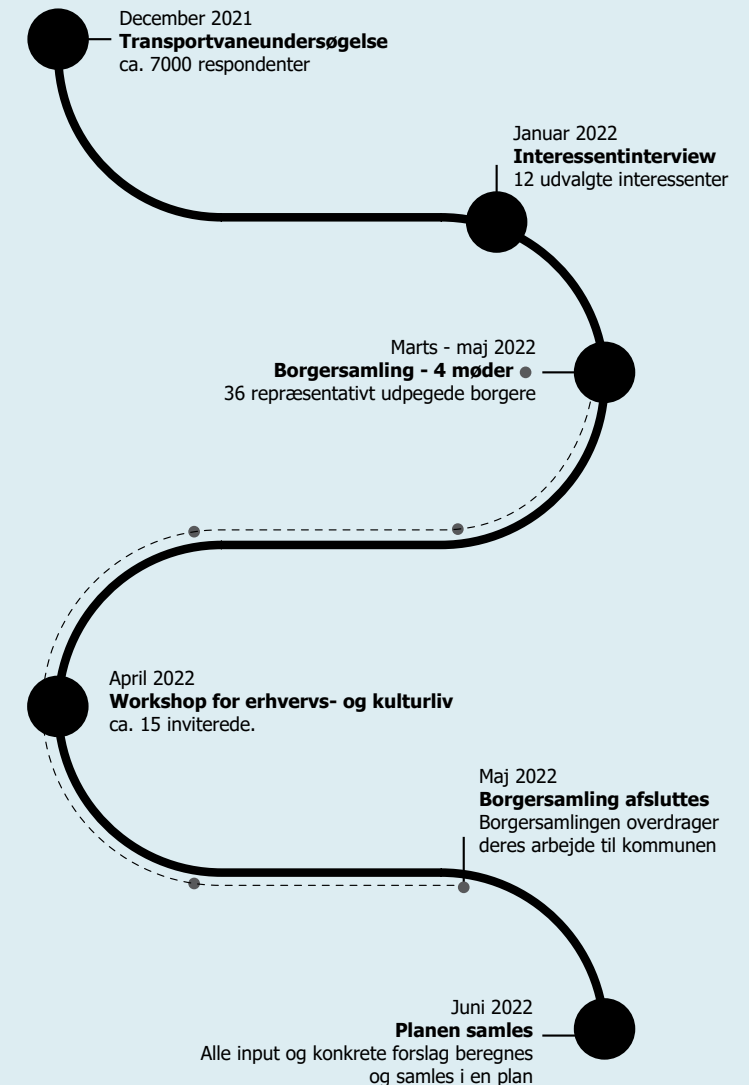 December 2021
Transportvaneundersøgelse
ca. 7000 respondenter
Januar 2022
Interessentinterview
12 udvalgte interessenter
Marts - maj 2022
Borgersamling - 4 møder
36 repræsentativt udpegede borgere
April 2022
Workshop for erhvervs- og kulturliv
ca. 15 inviterede.
Maj 2022
Borgersamling afsluttes
Borgersamlingen overdrager
deres arbejde til kommunen
Juni 2022
Planen samles
Alle input og konkrete forslag beregnes
og samles i en plan